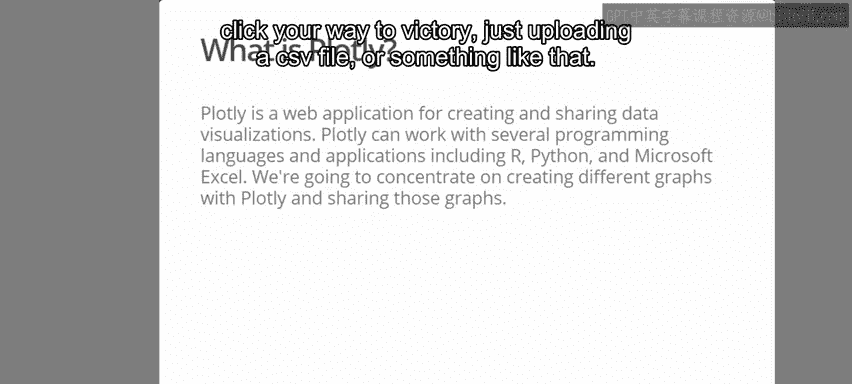 GPT中英字幕课程资源
click your way to victory, just uploading
a csv file, or something like that.
What is Plotly?
Plotly is a web application for creating and sharing data
visualizations. Plotly can work with several programming
languages and applications including R, Python, and Microsoft
Excel. We're going to concentrate on creating different graphs
with Plotly and sharing those graphs.